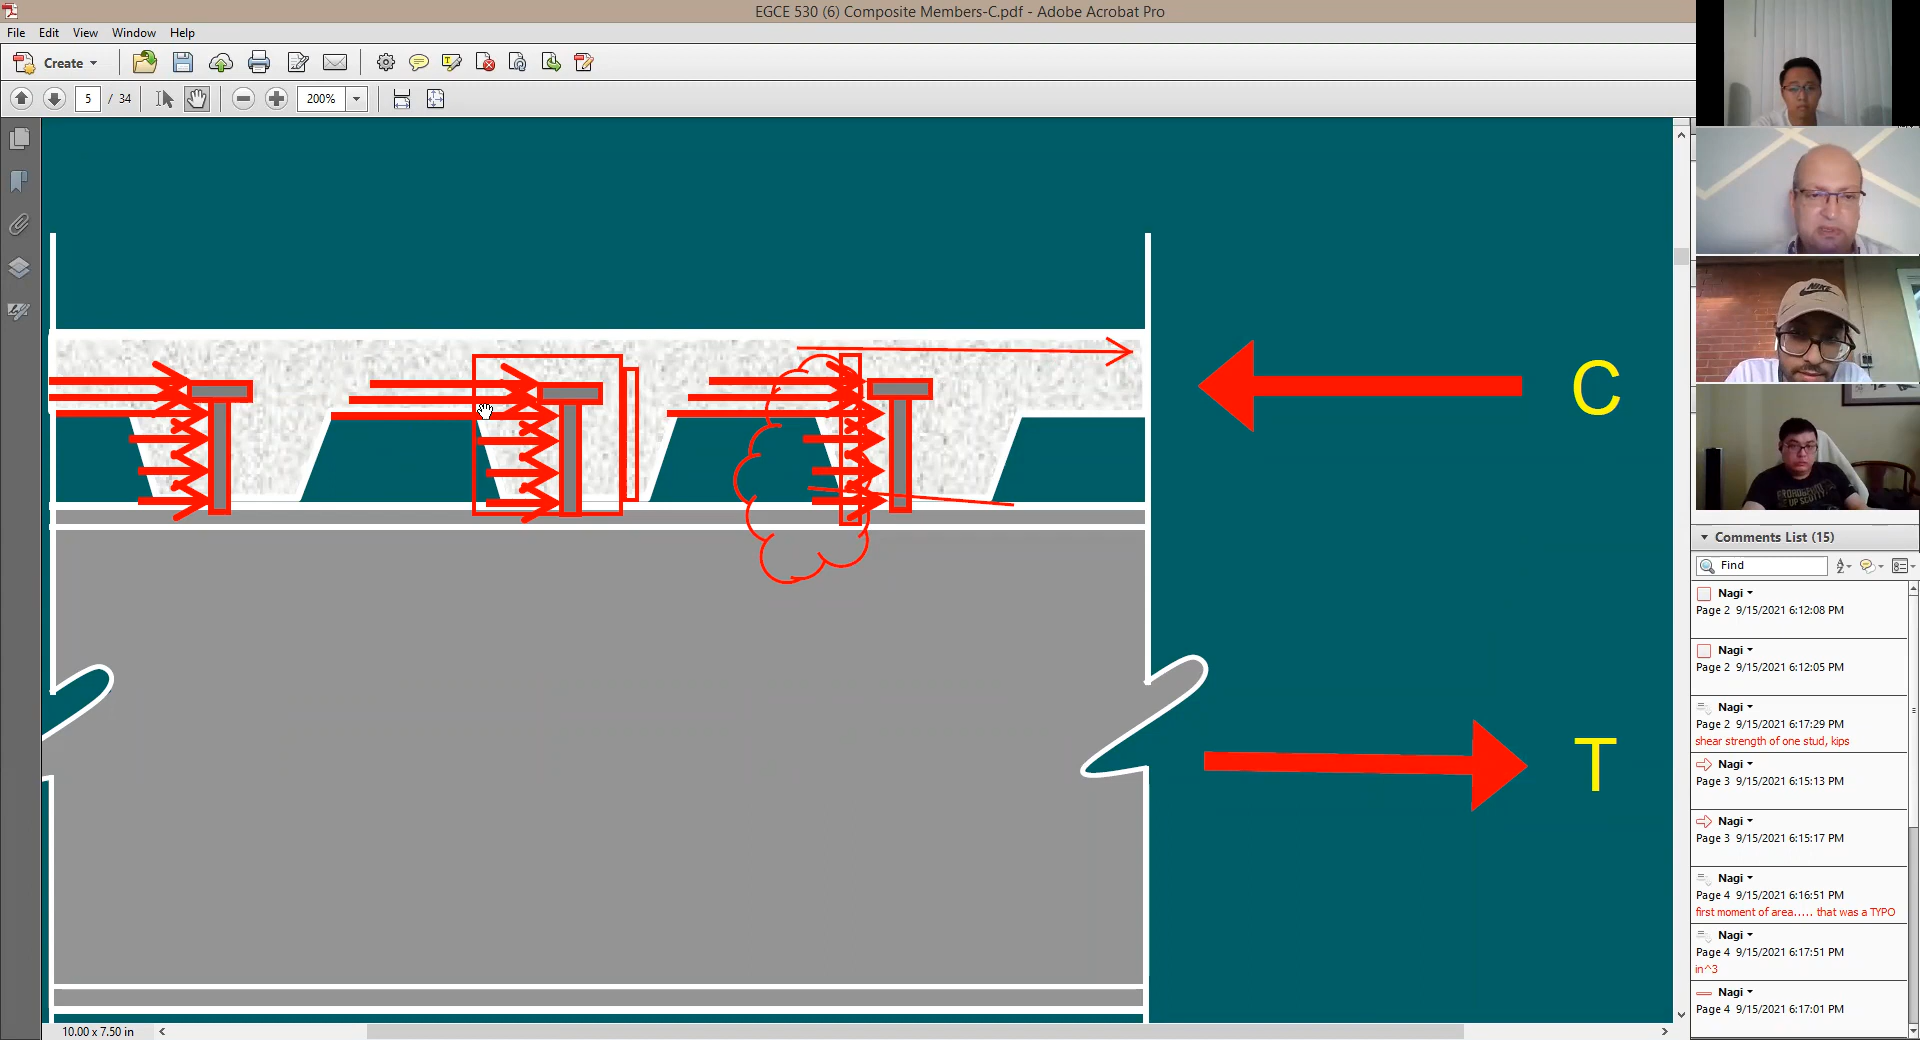 EGCE 530 (6) Composite Members-C.pdf - Adobe Acrobat Pro
File Edit View Window Help
Create
5 / 34 200%
C
T
10.00 x 7.50 in
NIKE
Comments List (15)
Find
Nagi
Page 2 9/15/2021 6:12:08 PM
Nagi
Page 2 9/15/2021 6:12:05 PM
Nagi
Page 2 9/15/2021 6:17:29 PM
shear strength of one stud, kips
Nagi
Page 3 9/15/2021 6:15:13 PM
Nagi
Page 3 9/15/2021 6:15:17 PM
Nagi
Page 4 9/15/2021 6:16:51 PM
first moment of area..... that was a TYPO
Nagi
Page 4 9/15/2021 6:17:51 PM
in^3
Nagi
Page 4 9/15/2021 6:17:01 PM